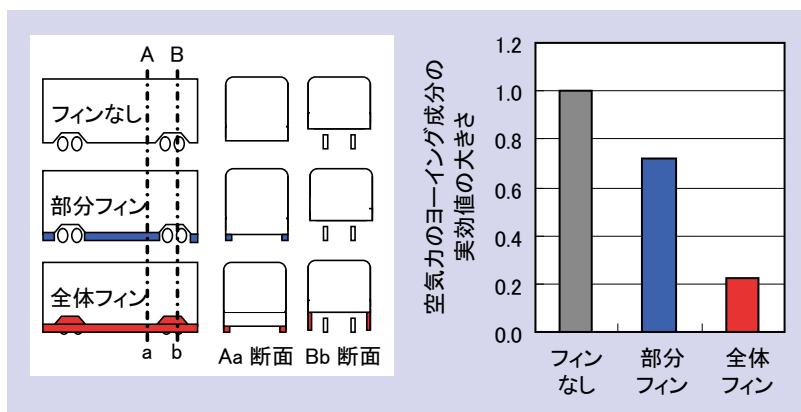 A B
フィンなし
部分フィン
全体フィン
a b
Aa 断面 Bb 断面
空気力のヨーイング成分の
実効値の大きさ
1.2
1.0
0.8
0.6
0.4
0.2
0.0
フィン
なし
部分
フィン
全体
フィン